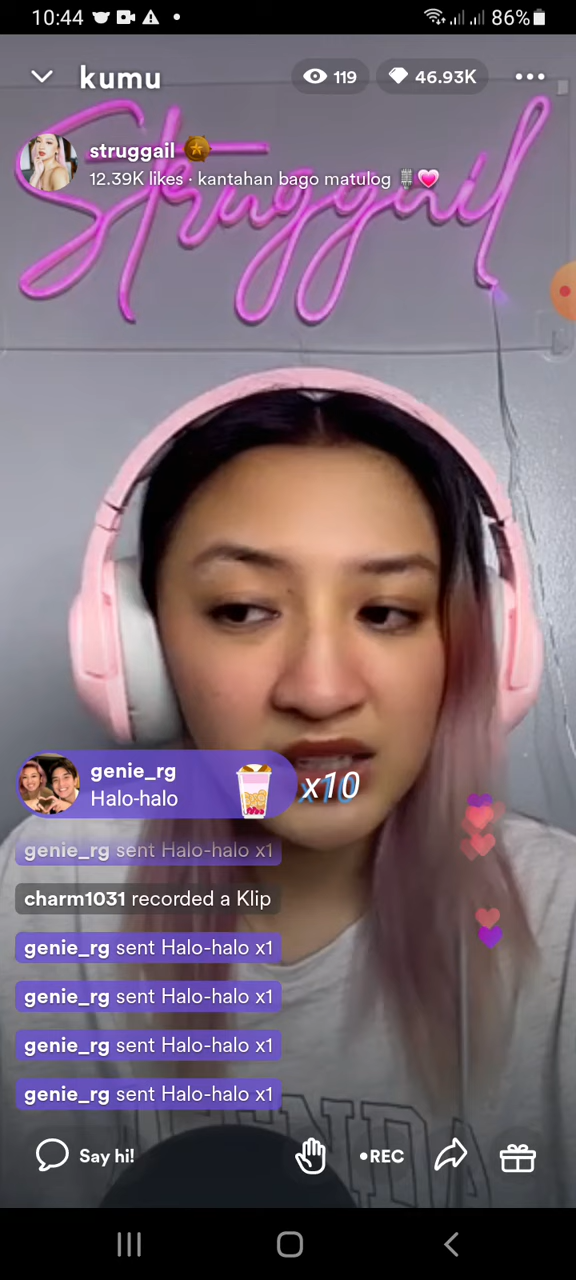 10:44
86%
kumu
119
46.93K
Struggail
struggail
12.39K likes · kantahan bago matulog
genie_rg
Halo-halo
x10
genie_rg sent Halo-halo x1
charm1031 recorded a Klip
genie_rg sent Halo-halo x1
genie_rg sent Halo-halo x1
genie_rg sent Halo-halo x1
genie_rg sent Halo-halo x1
Say hi!
•REC